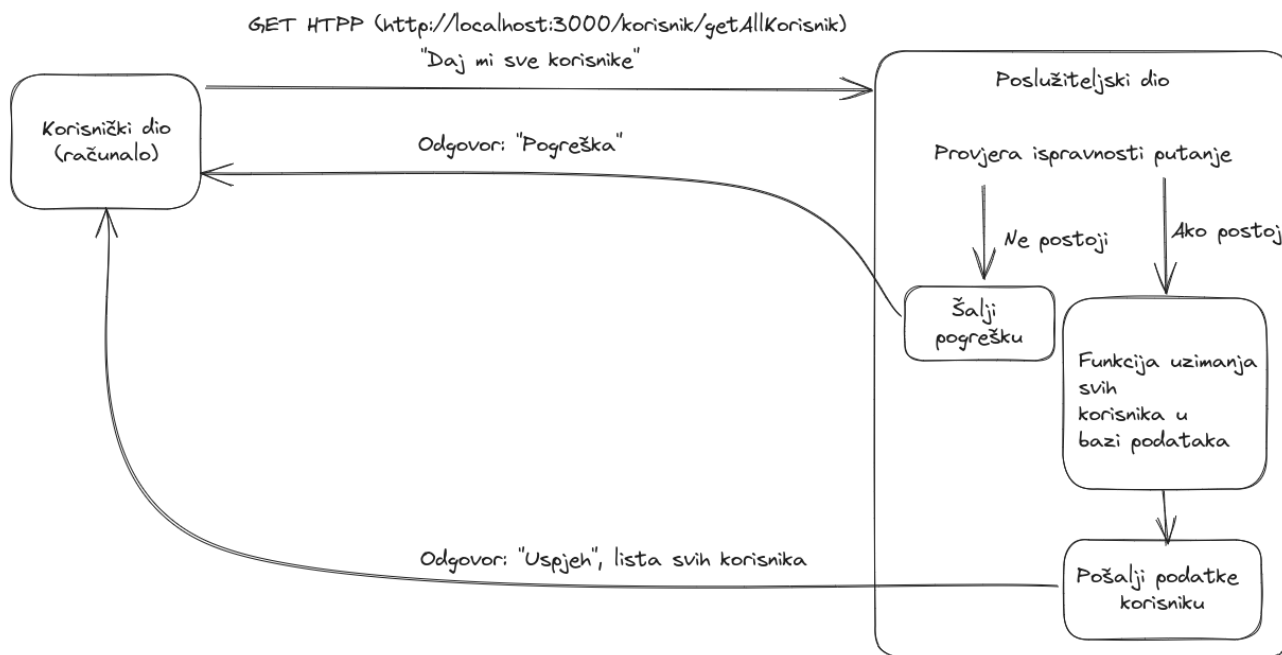 GET HTPP (http://localhost:3000/korisnik/getAllKorisnik)
"Daj mi sve korisnike"
Poslužiteljski dio
Korisnički dio
(računalo)
Odgovor: "Pogreška"
Provjera ispravnosti putanje
Ne postoji
Ako postoj
Šalji
pogrešku
Funkcija uzimanja
svih
korisnika u
bazi podataka
Odgovor: "Uspjeh", lista svih korisnika
Pošalji podatke
korisniku